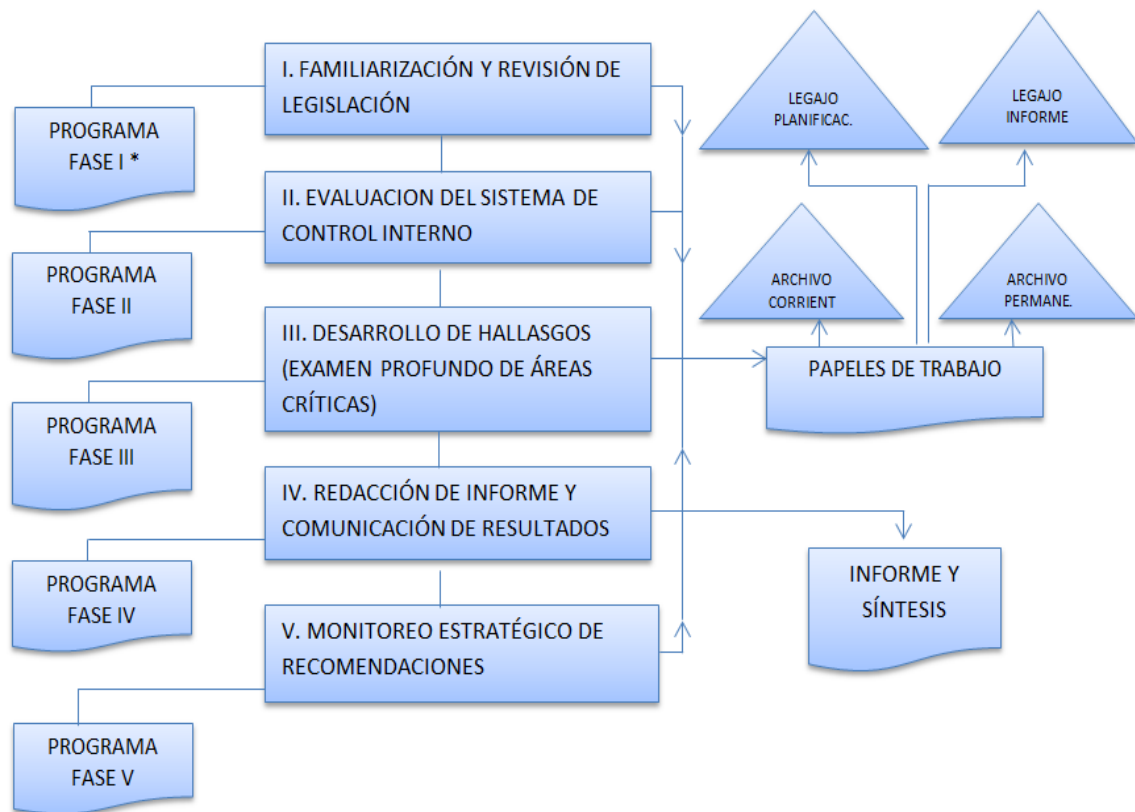 I. FAMILIARIZACIÓN Y REVISIÓN DE
LEGISLACIÓN
PROGRAMA
FASE I *
II. EVALUACION DEL SISTEMA DE
CONTROL INTERNO
PROGRAMA
FASE II
III. DESARROLLO DE HALLASGOS
(EXAMEN PROFUNDO DE ÁREAS
CRÍTICAS)
PROGRAMA
FASE III
IV. REDACCIÓN DE INFORME Y
COMUNICACIÓN DE RESULTADOS
PROGRAMA
FASE IV
V. MONITOREO ESTRATÉGICO DE
RECOMENDACIONES
PROGRAMA
FASE V
LEGAJO
PLANIFICAC.
LEGAJO
INFORME
ARCHIVO
CORRIENT
ARCHIVO
PERMANE.
PAPELES DE TRABAJO
INFORME Y
SÍNTESIS